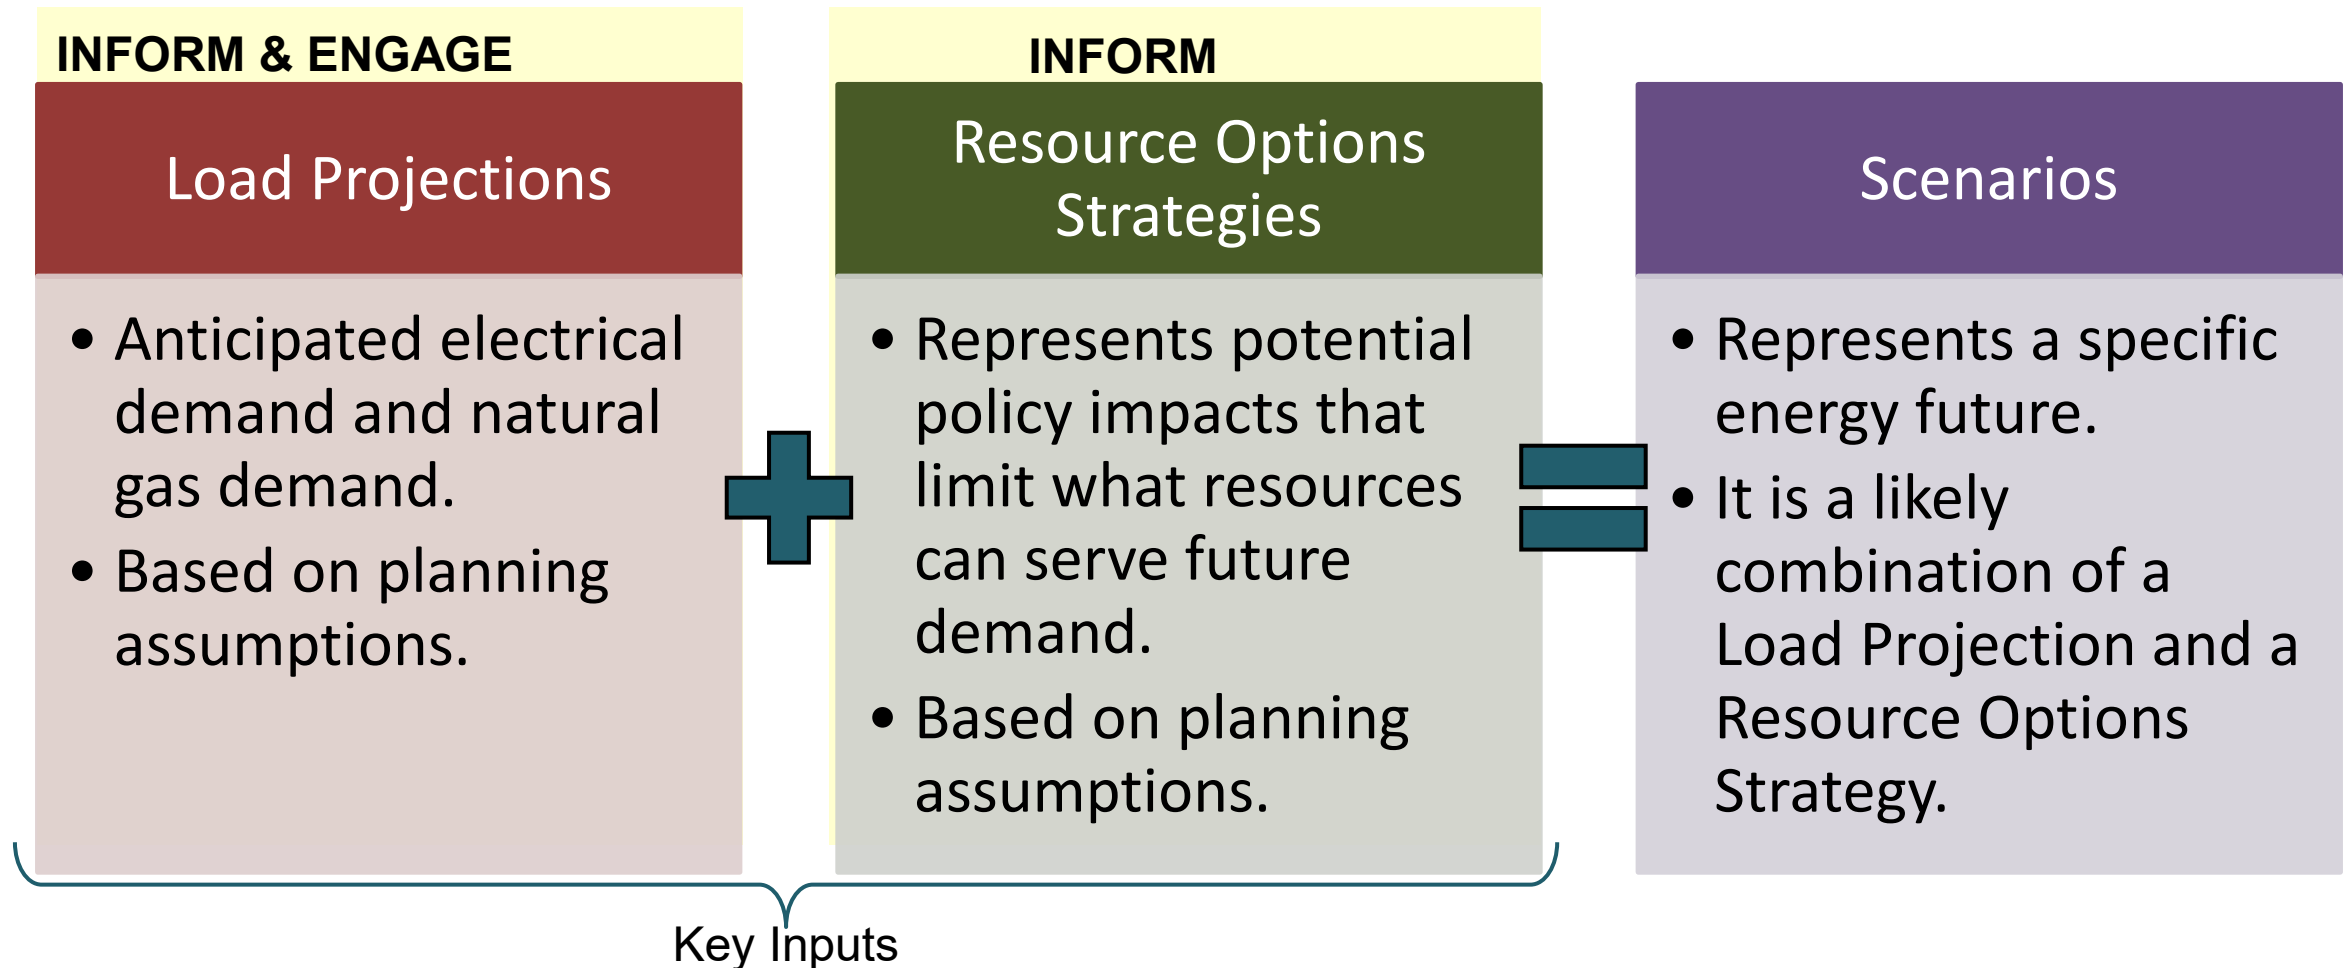 INFORM & ENGAGE
Load Projections
• Anticipated electrical
demand and natural
gas demand.
• Based on planning
assumptions.
INFORM
Resource Options
Strategies
• Represents potential
policy impacts that
limit what resources
can serve future
demand.
• Based on planning
assumptions.
Scenarios
• Represents a specific
energy future.
• It is a likely
combination of a
Load Projection and a
Resource Options
Strategy.
Key Inputs